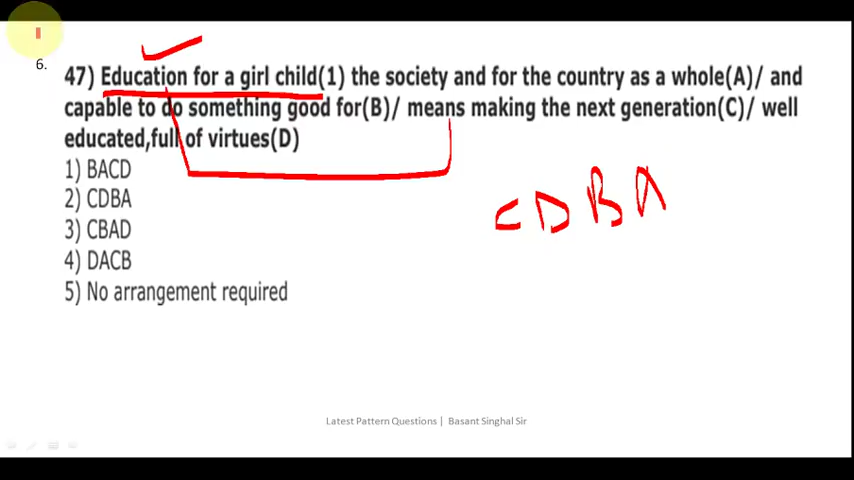 6.
47) Education for a girl child(1) the society and for the country as a whole(A)/ and
capable to do something good for(B)/ means making the next generation(C)/ well
educated,full of virtues(D)
1) BACD
2) CDBA
3) CBAD
4) DACB
5) No arrangement required
CDBA
Latest Pattern Questions | Basant Singhal Sir